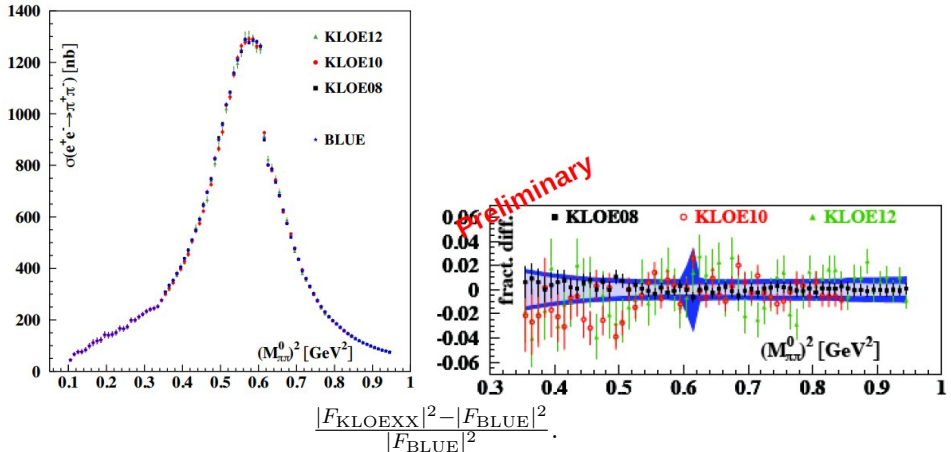 1400
1200
1000
800
600
400
200
0
σ(e⁺e⁻→π⁺π⁻) [nb]
KLOE12
KLOE10
KLOE08
BLUE
(M⁰ππ)² [GeV²]
0.1 0.2 0.3 0.4 0.5 0.6 0.7 0.8 0.9 1
Preliminary
0.06
0.04
0.02
0
-0.02
-0.04
-0.06
fract. diff.
KLOE08 KLOE10 KLOE12
(M⁰ππ)² [GeV²]
0.3 0.4 0.5 0.6 0.7 0.8 0.9 1
|F_KLOEXX|²−|F_BLUE|²
|F_BLUE|² .